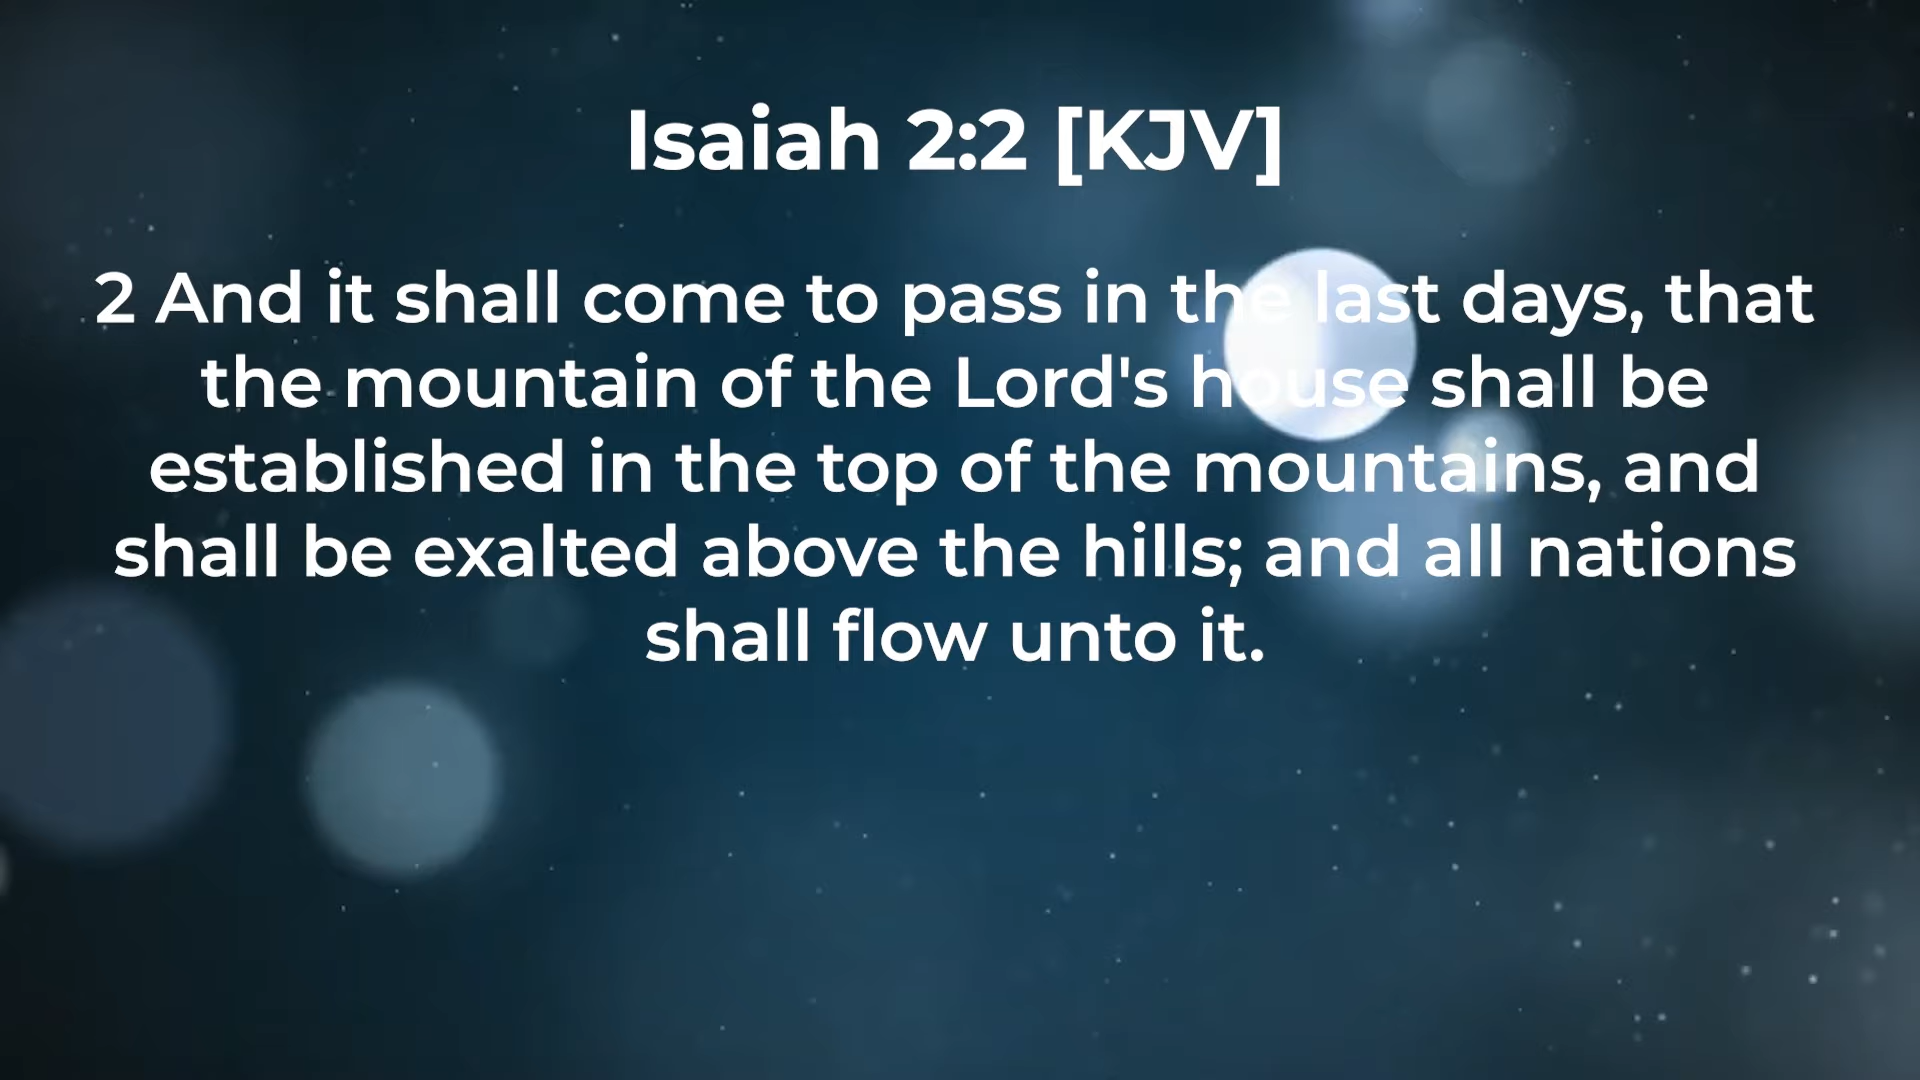 Isaiah 2:2 [KJV]
2 And it shall come to pass in the last days, that
the mountain of the Lord's house shall be
established in the top of the mountains, and
shall be exalted above the hills; and all nations
shall flow unto it.